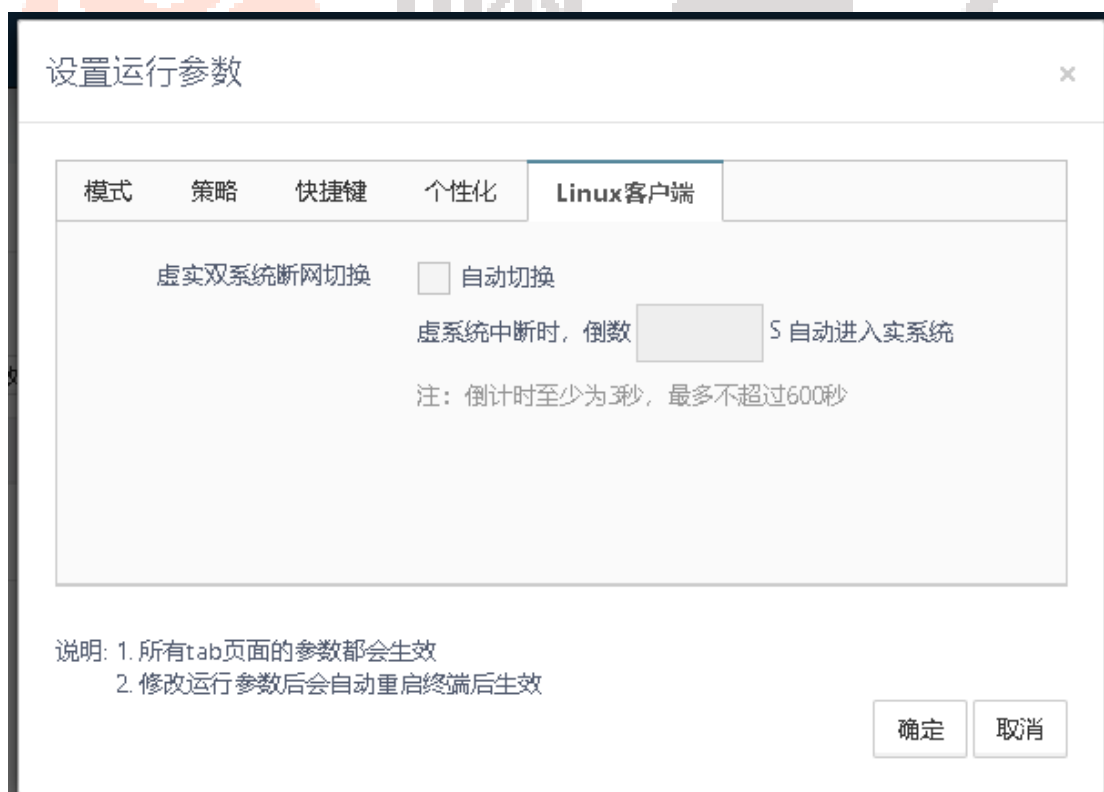 设置运行参数
×
模式 策略 快捷键 个性化 Linux客户端
虚实双系统断网切换 自动切换
虚系统中断时，倒数 S 自动进入实系统
注：倒计时至少为3秒，最多不超过600秒
说明: 1. 所有tab页面的参数都会生效
2. 修改运行参数后会自动重启终端后生效
确定 取消